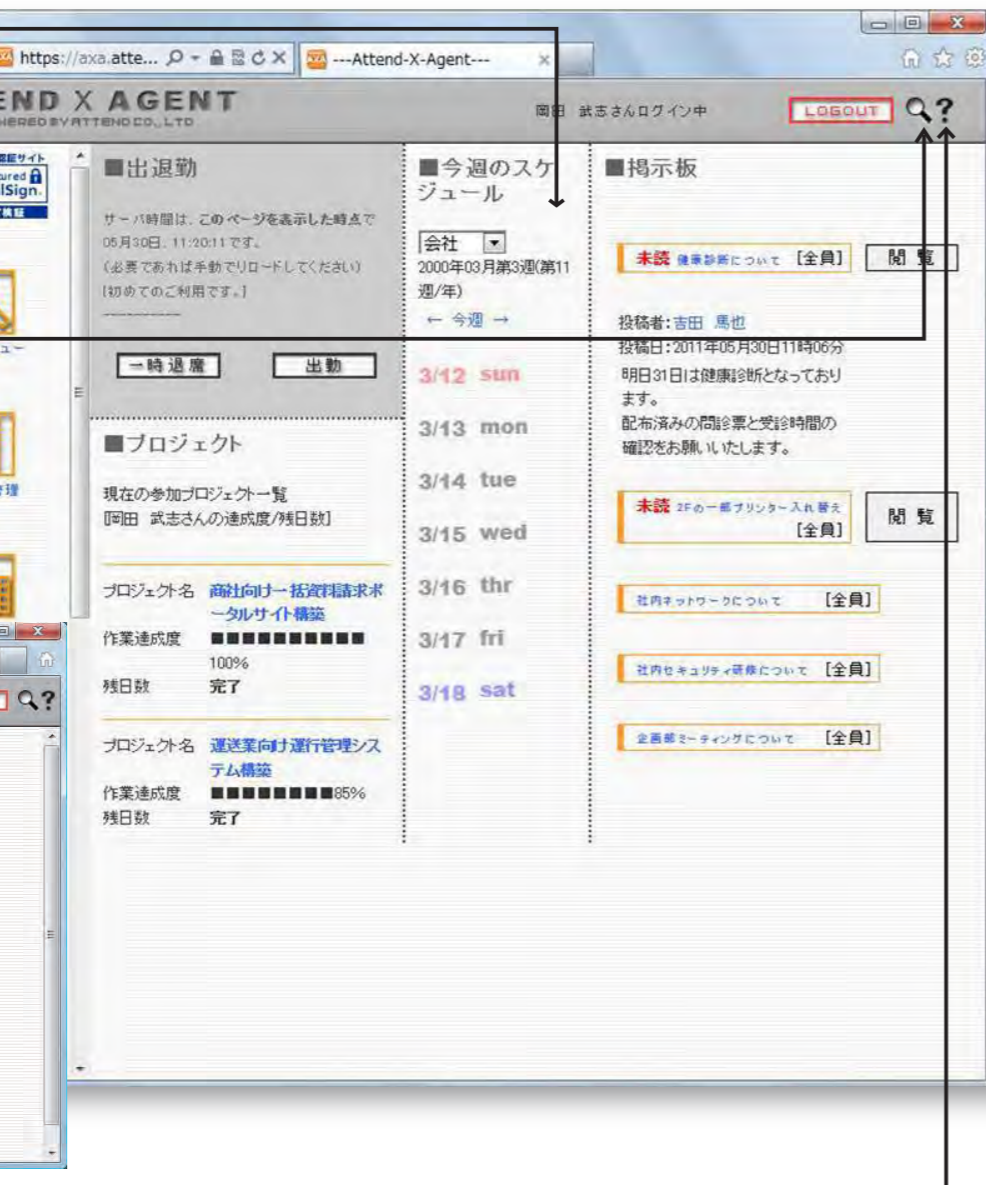 https://axa.atte...
---Attend-X-Agent---
END X AGENT
ATTEND CO., LTD
岡田 武志さんログイン中
LOGOUT
?
lSign.
■出退勤
サーバ時間は、このページを表示した時点で
05月30日、11:20:11です。
(必要であれば手動でリロードしてください)
[初めてのご利用です。]
----------
一時退席
出勤
■プロジェクト
現在の参加プロジェクト一覧
[岡田 武志さんの達成度/残日数]
プロジェクト名 商社向け一括資料請求ポ
ータルサイト構築
作業達成度 ■■■■■■■■■■
100%
残日数 完了
プロジェクト名 運送業向け運行管理シス
テム構築
作業達成度 ■■■■■■■■85%
残日数 完了
■今週のスケ
ジュール
会社
2000年03月第3週(第11
週/年)
← 今週 →
3/12 sun
3/13 mon
3/14 tue
3/15 wed
3/16 thr
3/17 fri
3/18 sat
■掲示板
未読 健康診断について [全員]
閲 覧
投稿者:吉田 馬也
投稿日:2011年05月30日11時06分
明日31日は健康診断となっており
ます。
配布済みの問診票と受診時間の
確認をお願いいたします。
未読 2Fの一部プリンター入れ替え
[全員]
閲 覧
社内ネットワークについて [全員]
社内セキュリティ研修について [全員]
企画部ミーティングについて [全員]
?